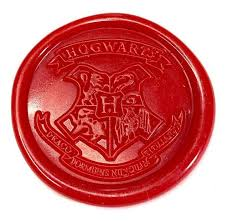 HOGWARTS
H
DRACO DORMIENS NUNQUAM TITILLANDUS